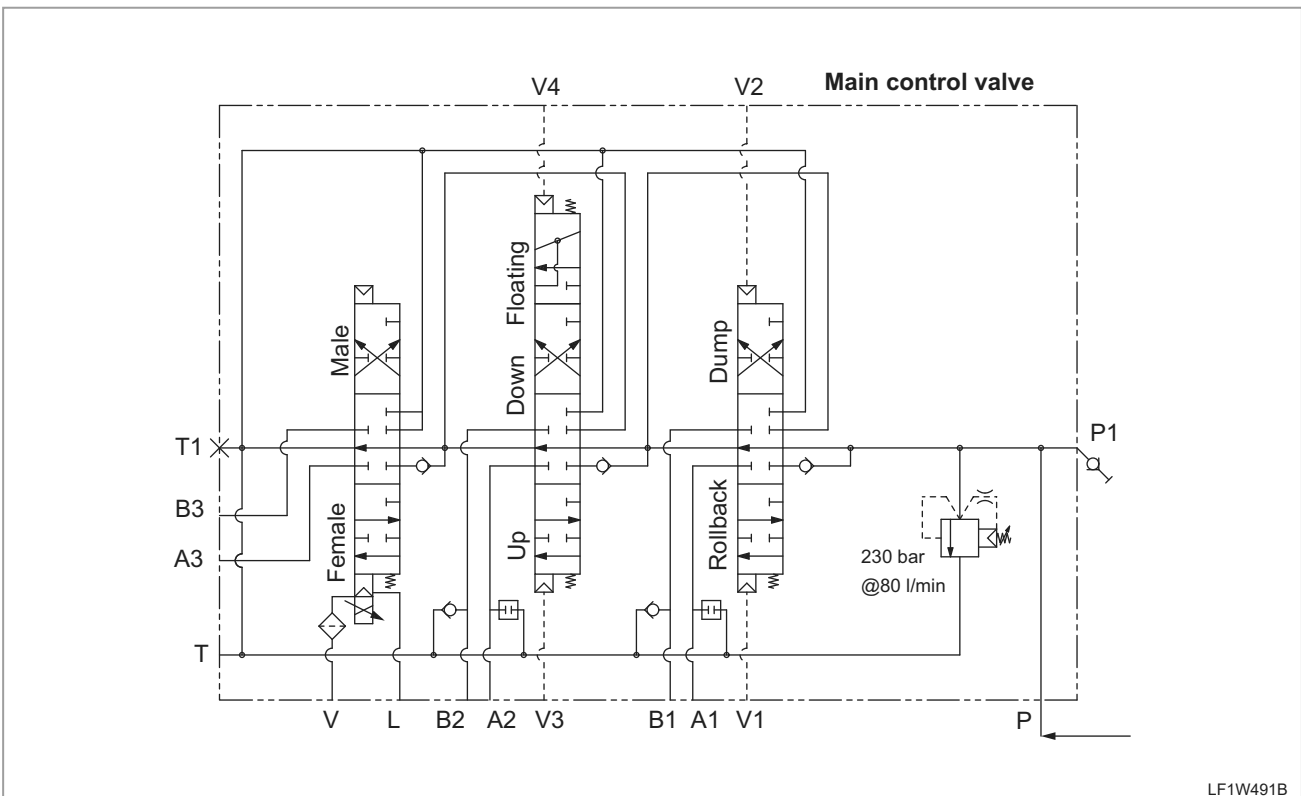 V4
V2
Main control valve
Male
Floating
Down
Dump
T1
P1
B3
A3
Female
Up
Rollback
230 bar
@80 l/min
T
V
L
B2
A2
V3
B1
A1
V1
P
LF1W491B